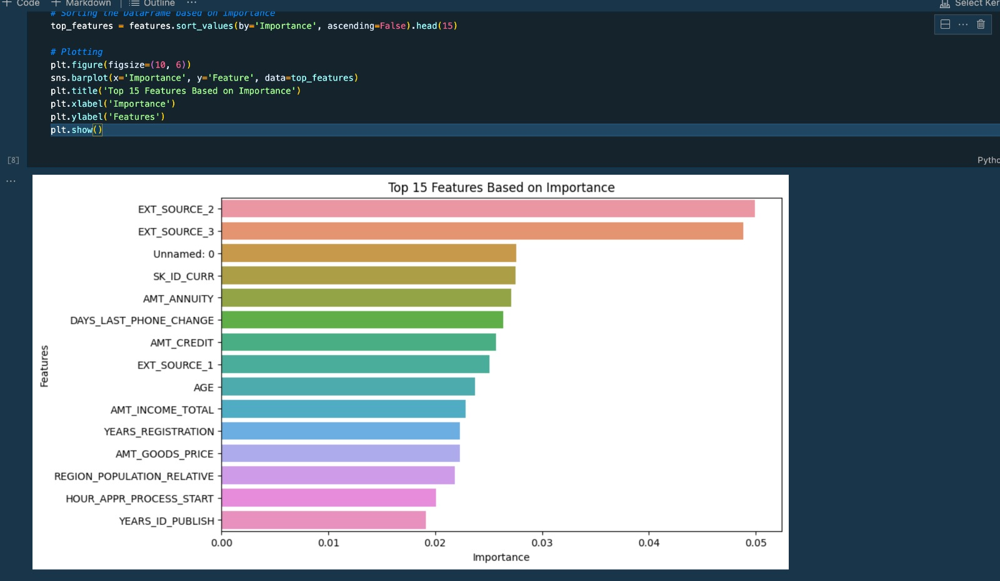 + Code + Markdown | Outline ...
# Sorting the DataFrame based on importance
top_features = features.sort_values(by='Importance', ascending=False).head(15)
# Plotting
plt.figure(figsize=(10, 6))
sns.barplot(x='Importance', y='Feature', data=top_features)
plt.title('Top 15 Features Based on Importance')
plt.xlabel('Importance')
plt.ylabel('Features')
plt.show()
[8]
Select Ker
Pytho
...
Top 15 Features Based on Importance
EXT_SOURCE_2
EXT_SOURCE_3
Unnamed: 0
SK_ID_CURR
AMT_ANNUITY
DAYS_LAST_PHONE_CHANGE
AMT_CREDIT
EXT_SOURCE_1
AGE
AMT_INCOME_TOTAL
YEARS_REGISTRATION
AMT_GOODS_PRICE
REGION_POPULATION_RELATIVE
HOUR_APPR_PROCESS_START
YEARS_ID_PUBLISH
Features
0.00 0.01 0.02 0.03 0.04 0.05
Importance